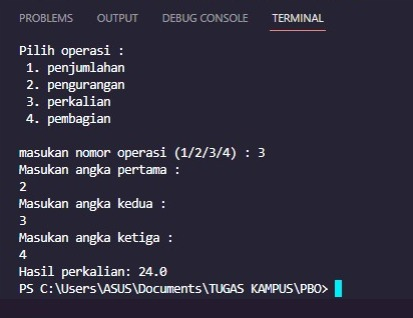 PROBLEMS OUTPUT DEBUG CONSOLE TERMINAL
Pilih operasi :
1. penjumlahan
2. pengurangan
3. perkalian
4. pembagian
masukan nomor operasi (1/2/3/4) : 3
Masukan angka pertama :
2
Masukan angka kedua :
3
Masukan angka ketiga :
4
Hasil perkalian: 24.0
PS C:\Users\ASUS\Documents\TUGAS KAMPUS\PBO>